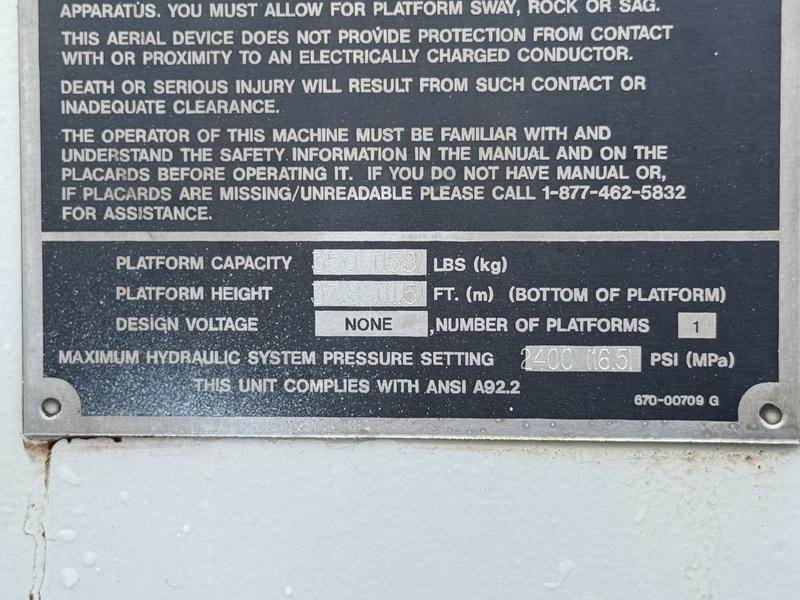 APPARATUS. YOU MUST ALLOW FOR PLATFORM SWAY, ROCK OR SAG.
THIS AERIAL DEVICE DOES NOT PROVIDE PROTECTION FROM CONTACT
WITH OR PROXIMITY TO AN ELECTRICALLY CHARGED CONDUCTOR.
DEATH OR SERIOUS INJURY WILL RESULT FROM SUCH CONTACT OR
INADEQUATE CLEARANCE.
THE OPERATOR OF THIS MACHINE MUST BE FAMILIAR WITH AND
UNDERSTAND THE SAFETY INFORMATION IN THE MANUAL AND ON THE
PLACARDS BEFORE OPERATING IT. IF YOU DO NOT HAVE MANUAL OR,
IF PLACARDS ARE MISSING/UNREADABLE PLEASE CALL 1-877-462-5832
FOR ASSISTANCE.
PLATFORM CAPACITY 350 (159) LBS (kg)
PLATFORM HEIGHT 37.8 (11.5) FT. (m) (BOTTOM OF PLATFORM)
DESIGN VOLTAGE NONE ,NUMBER OF PLATFORMS 1
MAXIMUM HYDRAULIC SYSTEM PRESSURE SETTING 2400 (16.5) PSI (MPa)
THIS UNIT COMPLIES WITH ANSI A92.2
670-00709 G